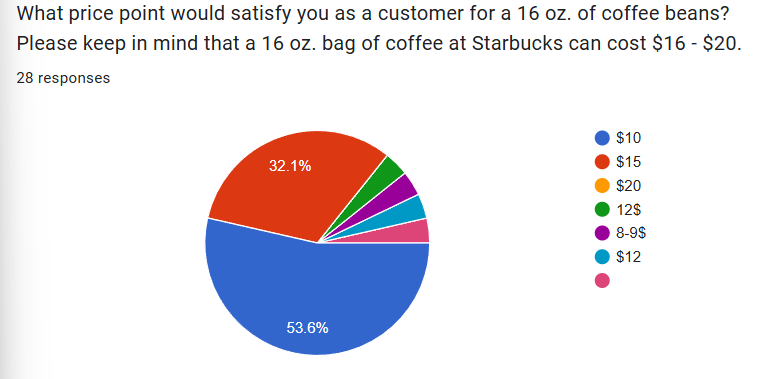 What price point would satisfy you as a customer for a 16 oz. of coffee beans?
Please keep in mind that a 16 oz. bag of coffee at Starbucks can cost $16 - $20.
28 responses
32.1%
53.6%
$10
$15
$20
12$
8-9$
$12